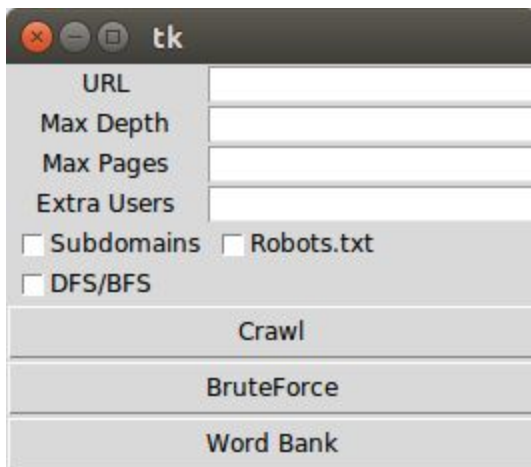 tk
URL
Max Depth
Max Pages
Extra Users
Subdomains Robots.txt
DFS/BFS
Crawl
BruteForce
Word Bank